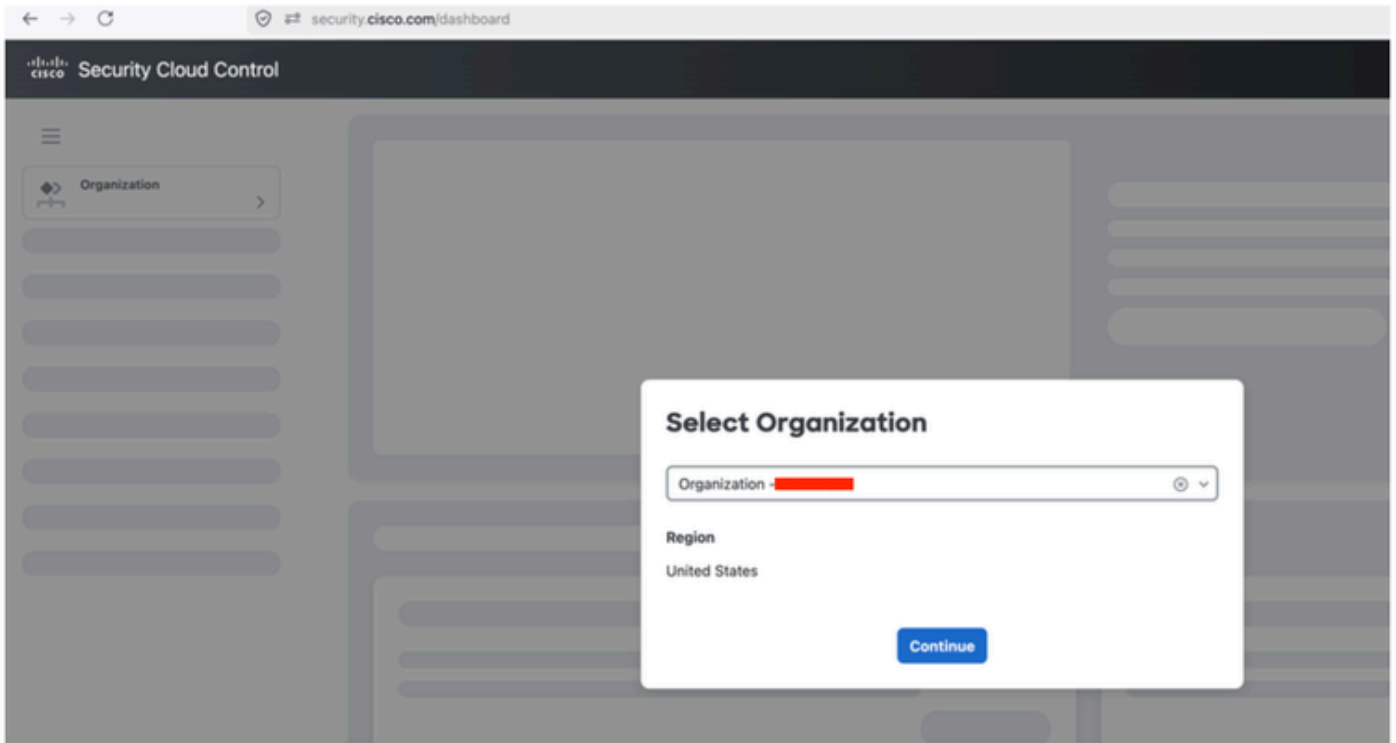 security.cisco.com/dashboard
cisco Security Cloud Control
Organization
Select Organization
Organization -
Region
United States
Continue